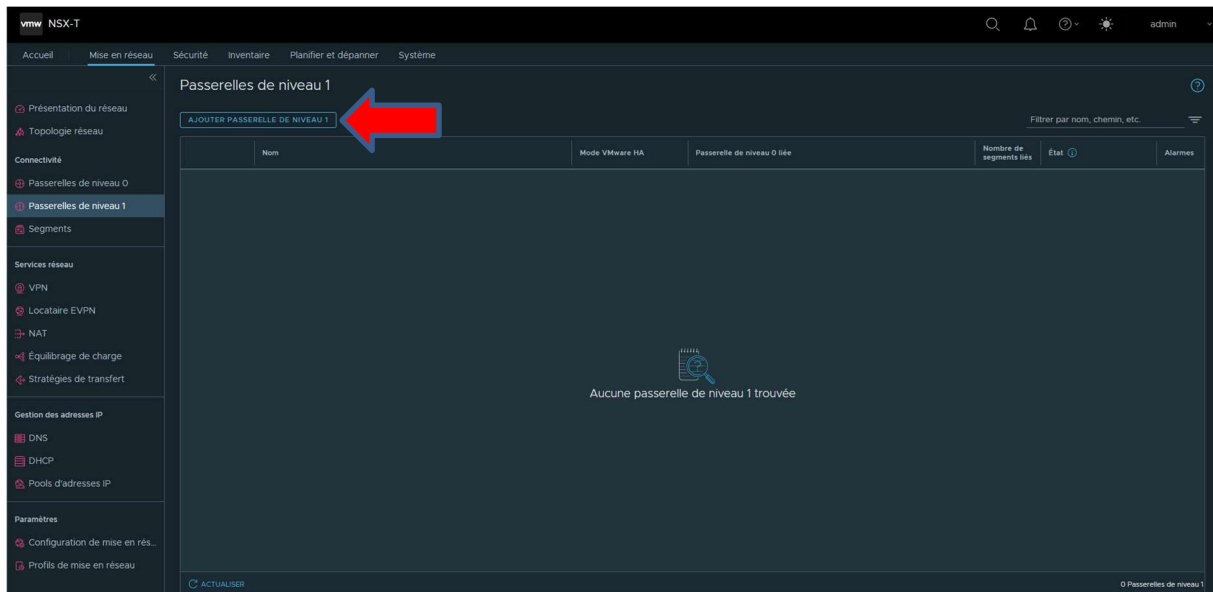 vmw NSX-T
admin
Accueil Mise en réseau Sécurité Inventaire Planifier et dépanner Système
Passerelles de niveau 1
Présentation du réseau
Topologie réseau
Connectivité
Passerelles de niveau 0
Passerelles de niveau 1
Segments
Services réseau
VPN
Locataire EVPN
NAT
Équilibrage de charge
Stratégies de transfert
Gestion des adresses IP
DNS
DHCP
Pools d'adresses IP
Paramètres
Configuration de mise en rés...
Profils de mise en réseau
AJOUTER PASSERELLE DE NIVEAU 1
Filtrer par nom, chemin, etc.
Nom Mode VMware HA Passerelle de niveau 0 liée Nombre de segments liés État Alarmes
Aucune passerelle de niveau 1 trouvée
ACTUALISER
0 Passerelles de niveau 1